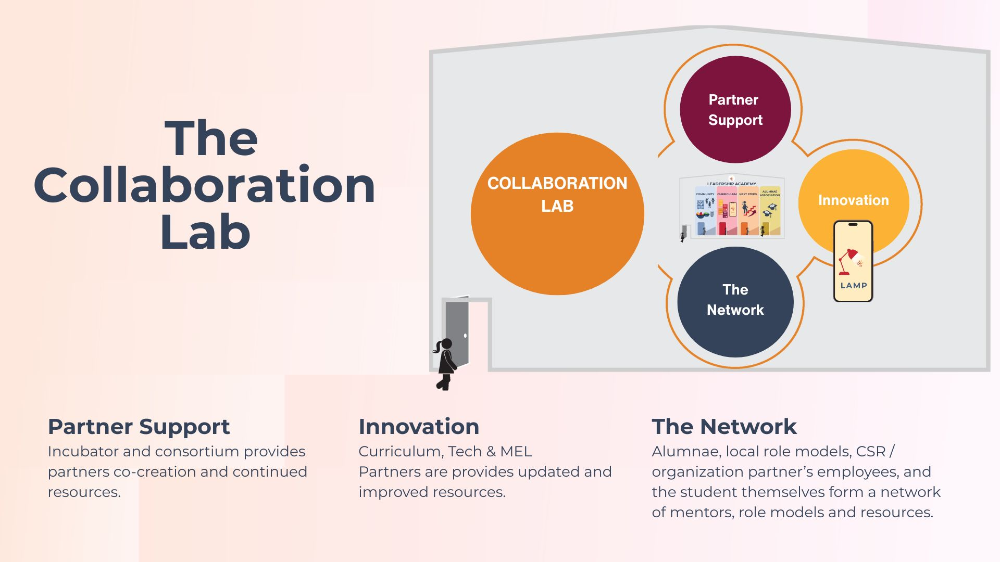 The
Collaboration
Lab
COLLABORATION
LAB
Partner
Support
Innovation
LAMP
The
Network
LEADERSHIP ACADEMY
COMMUNITY
CURRICULUM
NEXT STEPS
ALUMNAE
ASSOCIATION
Partner Support
Incubator and consortium provides
partners co-creation and continued
resources.
Innovation
Curriculum, Tech & MEL
Partners are provides updated and
improved resources.
The Network
Alumnae, local role models, CSR /
organization partner’s employees, and
the student themselves form a network
of mentors, role models and resources.